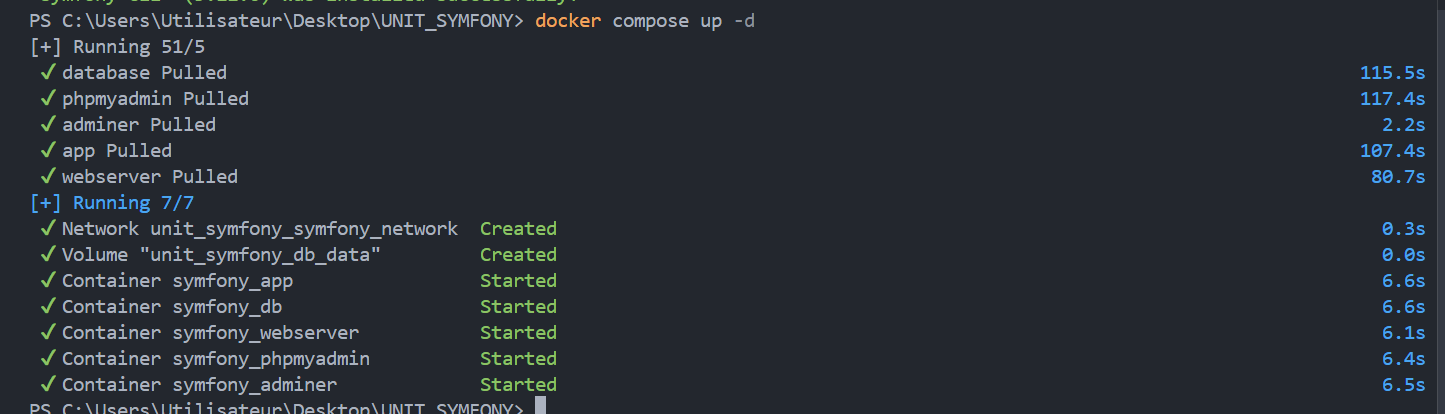 PS C:\Users\Utilisateur\Desktop\UNIT_SYMFONY> docker compose up -d
[+] Running 51/5
✓ database Pulled 115.5s
✓ phpmyadmin Pulled 117.4s
✓ adminer Pulled 2.2s
✓ app Pulled 107.4s
✓ webserver Pulled 80.7s
[+] Running 7/7
✓ Network unit_symfony_symfony_network Created 0.3s
✓ Volume "unit_symfony_db_data" Created 0.0s
✓ Container symfony_app Started 6.6s
✓ Container symfony_db Started 6.6s
✓ Container symfony_webserver Started 6.1s
✓ Container symfony_phpmyadmin Started 6.4s
✓ Container symfony_adminer Started 6.5s
PS C:\Users\Utilisateur\Desktop\UNIT_SYMFONY>